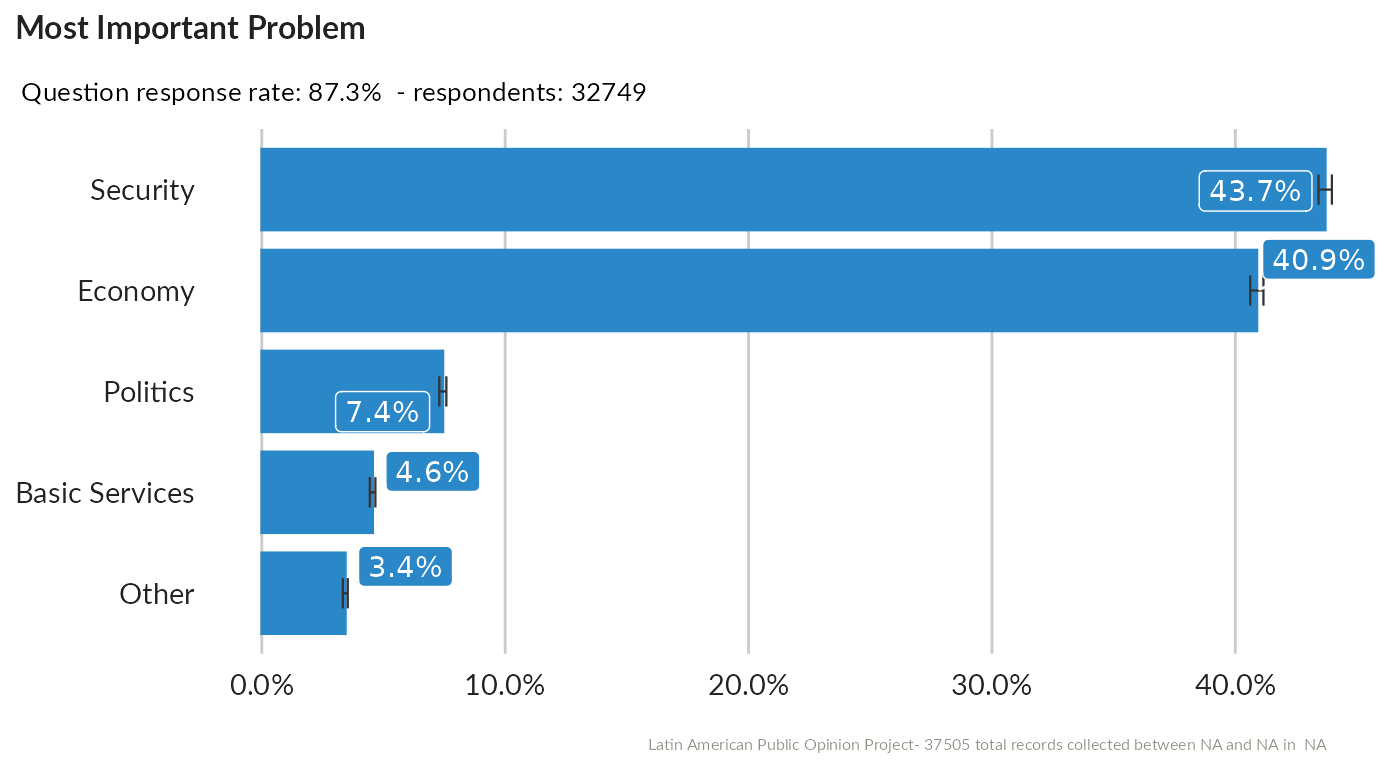 Most Important Problem
Question response rate: 87.3%  - respondents: 32749
Security
43.7%
Economy
40.9%
Politics
7.4%
Basic Services
4.6%
Other
3.4%
0.0% 10.0% 20.0% 30.0% 40.0%
Latin American Public Opinion Project- 37505 total records collected between NA and NA in  NA